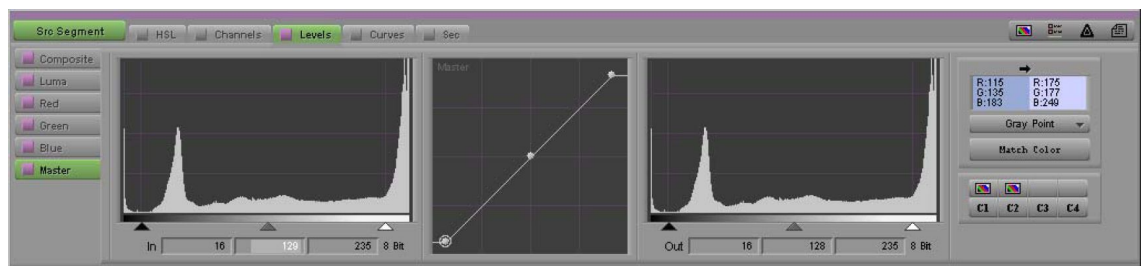 Src Segment HSL Channels Levels Curves Sec
Composite
Luma
Red
Green
Blue
Master
Master
In 16 129 235 8 Bit
Out 16 128 235 8 Bit
R:115 R:175
G:135 G:177
B:183 B:249
Gray Point
Match Color
C1 C2 C3 C4